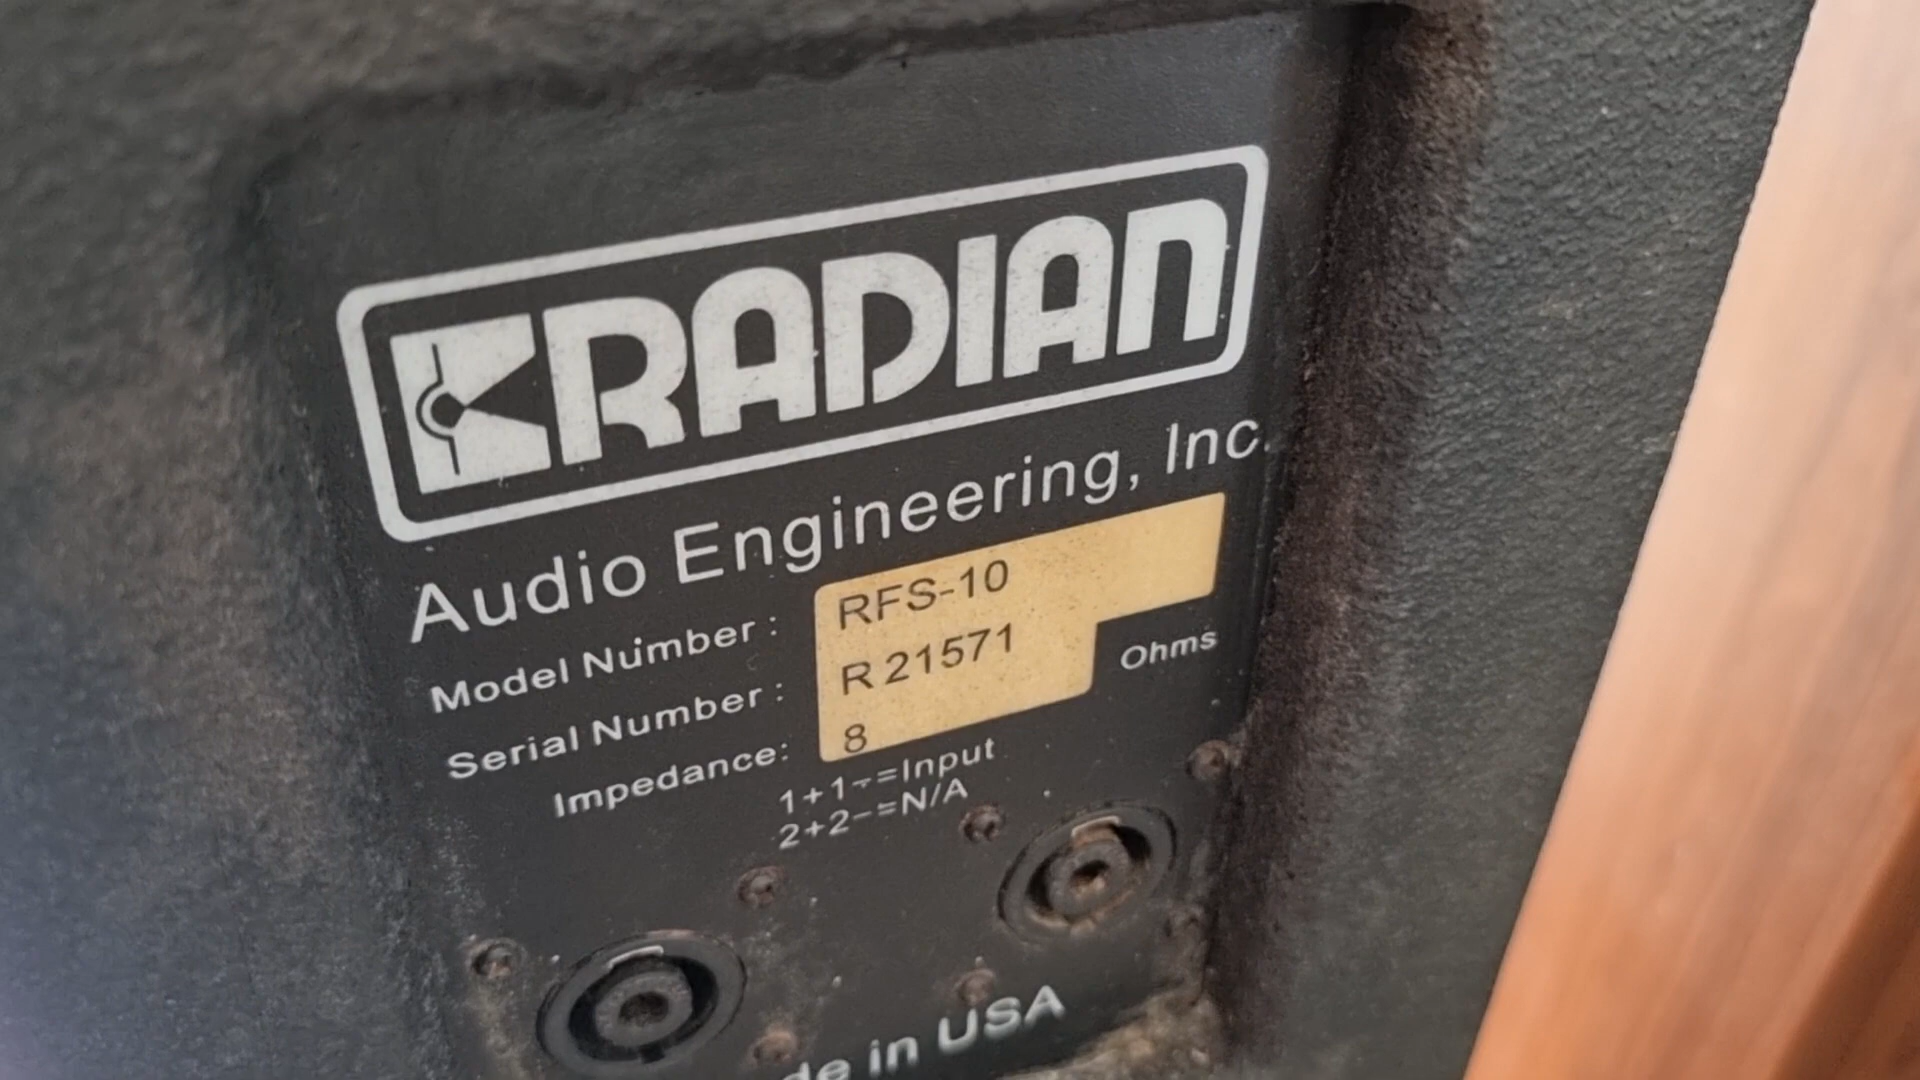 RADIAN
Audio Engineering, Inc.
Model Number : RFS-10
Serial Number : R 21571
Impedance: 8 Ohms
1+1-=Input
2+2-=N/A
in USA